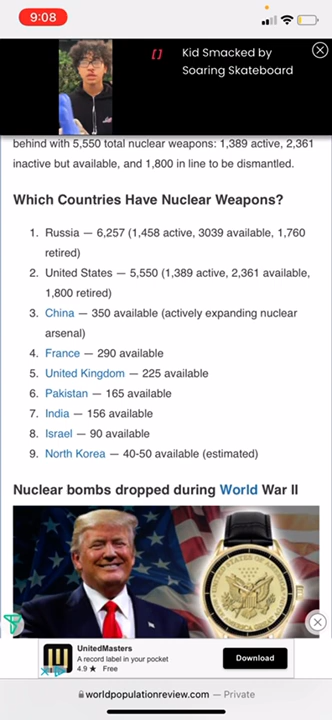 9:08
Kid Smacked by
Soaring Skateboard
behind with 5,550 total nuclear weapons: 1,389 active, 2,361
inactive but available, and 1,800 in line to be dismantled.
Which Countries Have Nuclear Weapons?
1. Russia — 6,257 (1,458 active, 3039 available, 1,760
retired)
2. United States — 5,550 (1,389 active, 2,361 available,
1,800 retired)
3. China — 350 available (actively expanding nuclear
arsenal)
4. France — 290 available
5. United Kingdom — 225 available
6. Pakistan — 165 available
7. India — 156 available
8. Israel — 90 available
9. North Korea — 40-50 available (estimated)
Nuclear bombs dropped during World War II
UnitedMasters
A record label in your pocket
4.9 ★ Free
Download
worldpopulationreview.com — Private